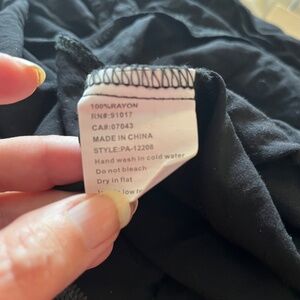 100%RAYON
RN#:91017
CA#:07043
MADE IN CHINA
STYLE:PA-12208
Hand wash in cold water
Do not bleach
Dry in flat
low